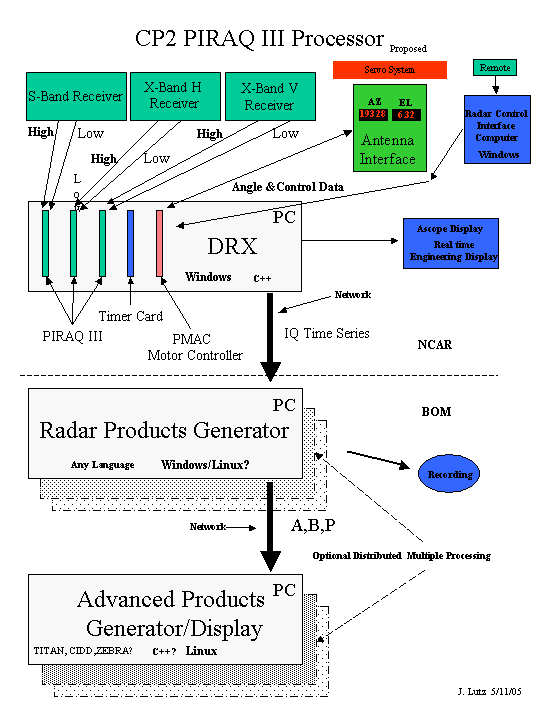 CP2 PIRAQ III Processor
Proposed
Servo System
Remote
S-Band Receiver
X-Band H
Receiver
X-Band V
Receiver
AZ EL
19328 632
Antenna
Interface
Radar Control
Interface
Computer
Windows
High
Low
High
Low
High
Low
Angle & Control Data
PC
DRX
Windows C++
Ascope Display
Real time
Engineering Display
PIRAQ III
Timer Card
PMAC
Motor Controller
Network
IQ Time Series
NCAR
PC
Radar Products Generator
Any Language Windows/Linux?
BOM
Recording
Network
A,B,P
Optional Distributed Multiple Processing
PC
Advanced Products
Generator/Display
TITAN, CIDD,ZEBRA? C++? Linux
J. Lutz 5/11/05